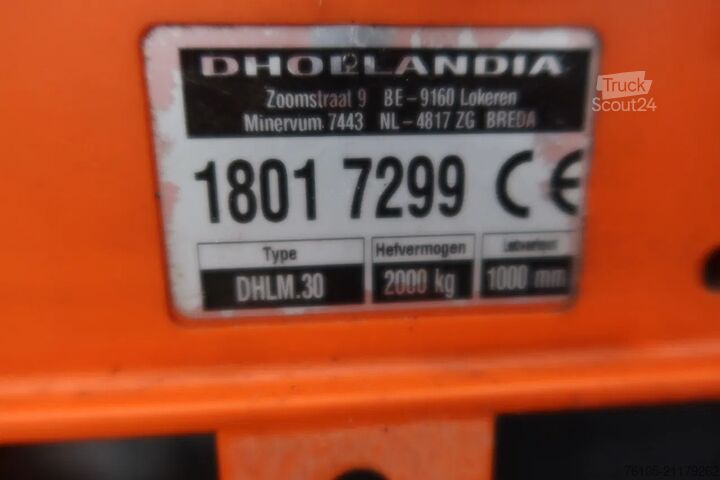 DHOLLANDIA
Zoomstraat 9 BE-9160 Lokeren
Minervum 7443 NL-4817 ZG BREDA
1801 7299 CE
Type Hefvermogen
DHLM.30 2000 kg 1000 mm
Truck
Scout24